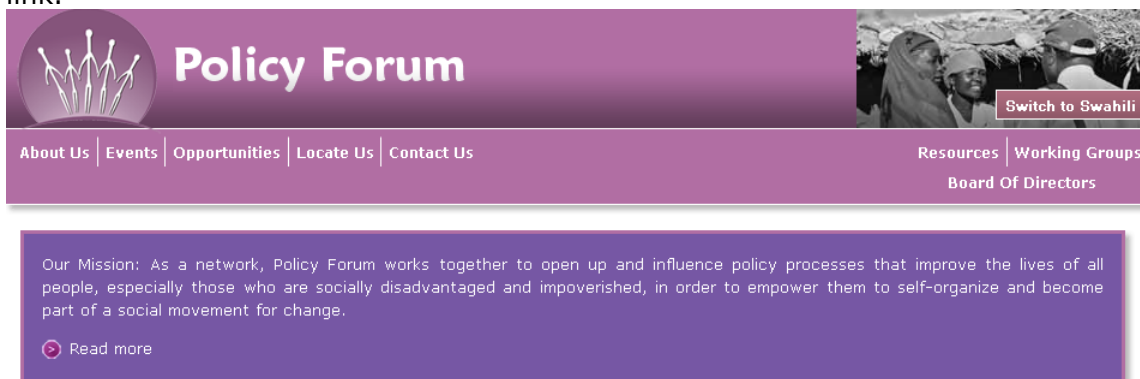 link.
Policy Forum
Switch to Swahili
About Us | Events | Opportunities | Locate Us | Contact Us
Resources | Working Groups
Board Of Directors
Our Mission: As a network, Policy Forum works together to open up and influence policy processes that improve the lives of all
people, especially those who are socially disadvantaged and impoverished, in order to empower them to self-organize and become
part of a social movement for change.
Read more